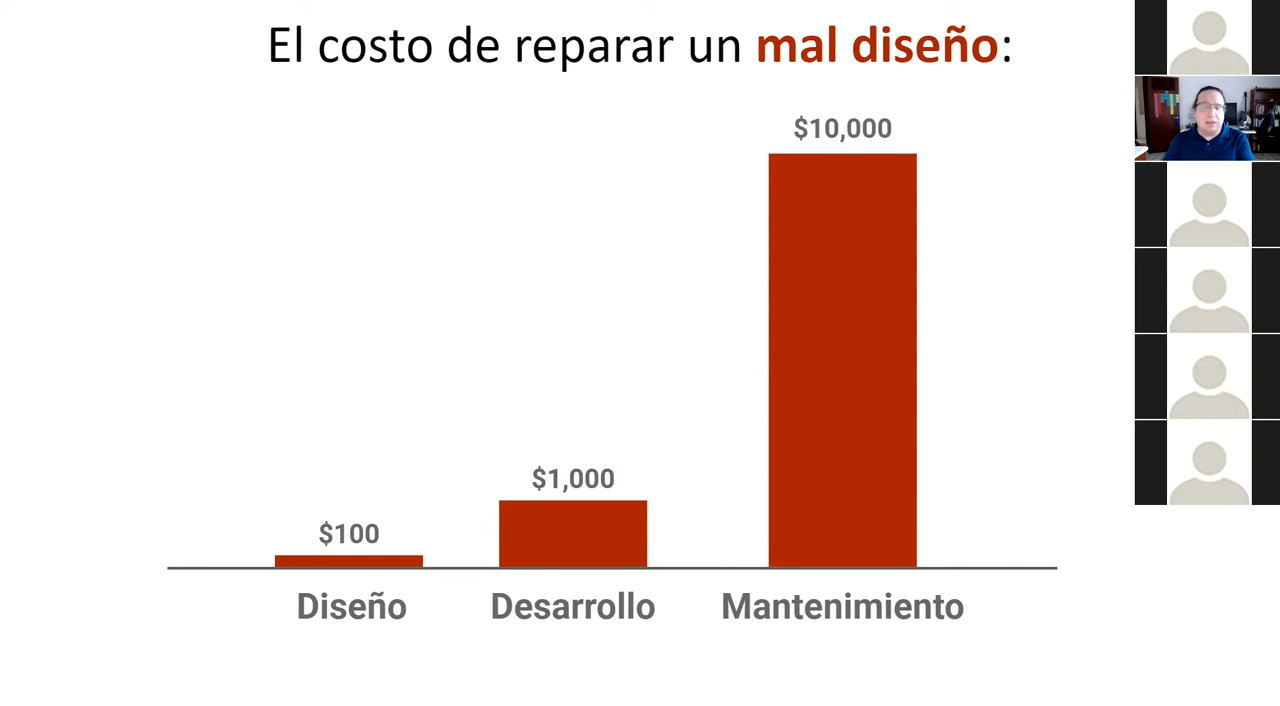 El costo de reparar un mal diseño:
$10,000
$1,000
$100
Diseño
Desarrollo
Mantenimiento